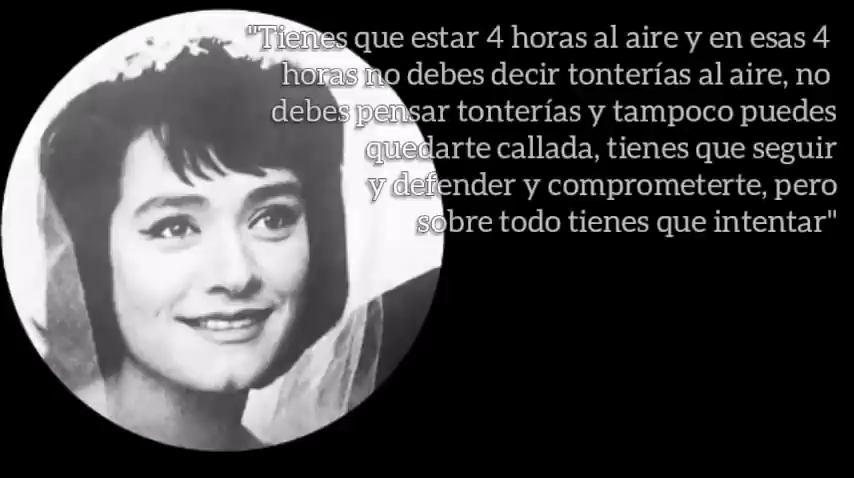 "Tienes que estar 4 horas al aire y en esas 4
horas no debes decir tonterías al aire, no
debes pensar tonterías y tampoco puedes
quedarte callada, tienes que seguir
y defender y comprometerte, pero
sobre todo tienes que intentar"